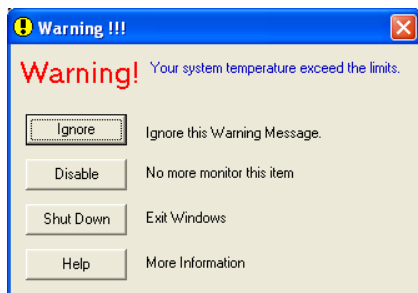 Warning !!!
Warning! Your system temperature exceed the limits.
Ignore Ignore this Warning Message.
Disable No more monitor this item
Shut Down Exit Windows
Help More Information